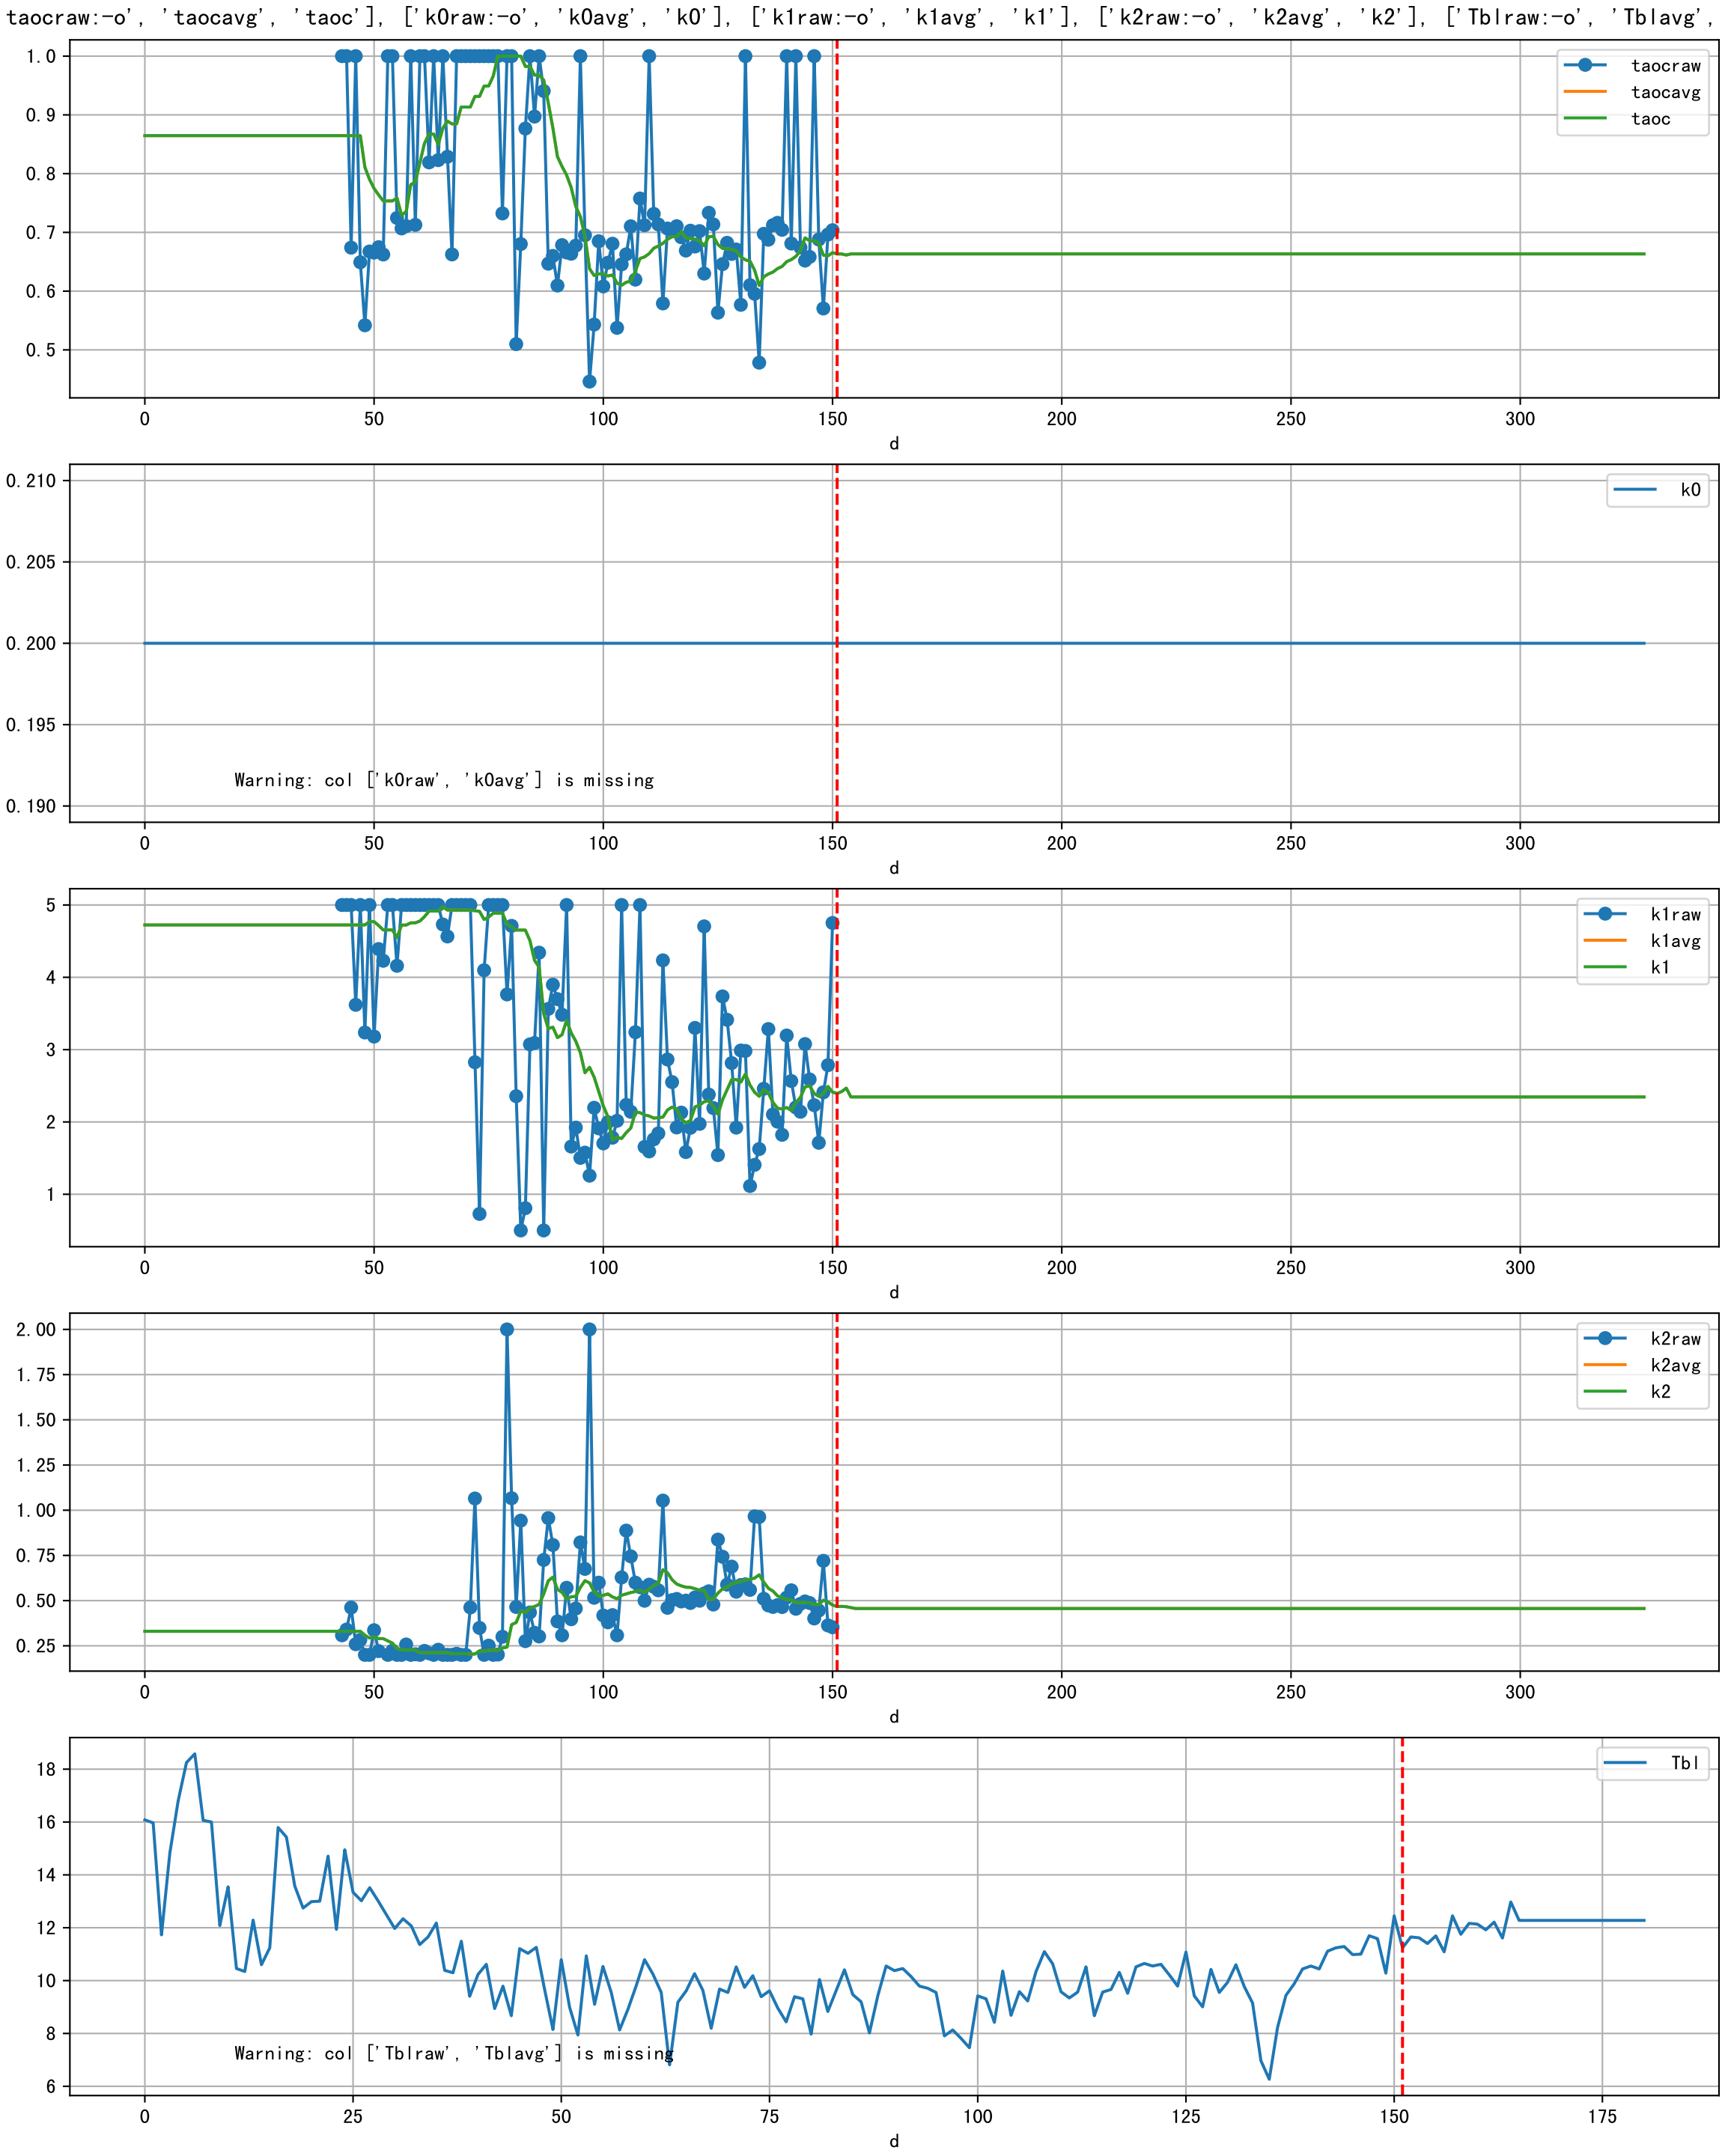 taocraw:-o', 'taocavg', 'taoc'], ['k0raw:-o', 'k0avg', 'k0'], ['k1raw:-o', 'k1avg', 'k1'], ['k2raw:-o', 'k2avg', 'k2'], ['Tblraw:-o', 'Tblavg',
1.0
0.9
0.8
0.7
0.6
0.5
taocraw
taocavg
taoc
0 50 100 150 200 250 300
d
0.210
0.205
0.200
0.195
0.190
k0
Warning: col ['k0raw', 'k0avg'] is missing
0 50 100 150 200 250 300
d
5
4
3
2
1
k1raw
k1avg
k1
0 50 100 150 200 250 300
d
2.00
1.75
1.50
1.25
1.00
0.75
0.50
0.25
k2raw
k2avg
k2
0 50 100 150 200 250 300
d
18
16
14
12
10
8
6
Tbl
Warning: col ['Tblraw', 'Tblavg'] is missing
0 25 50 75 100 125 150 175
d